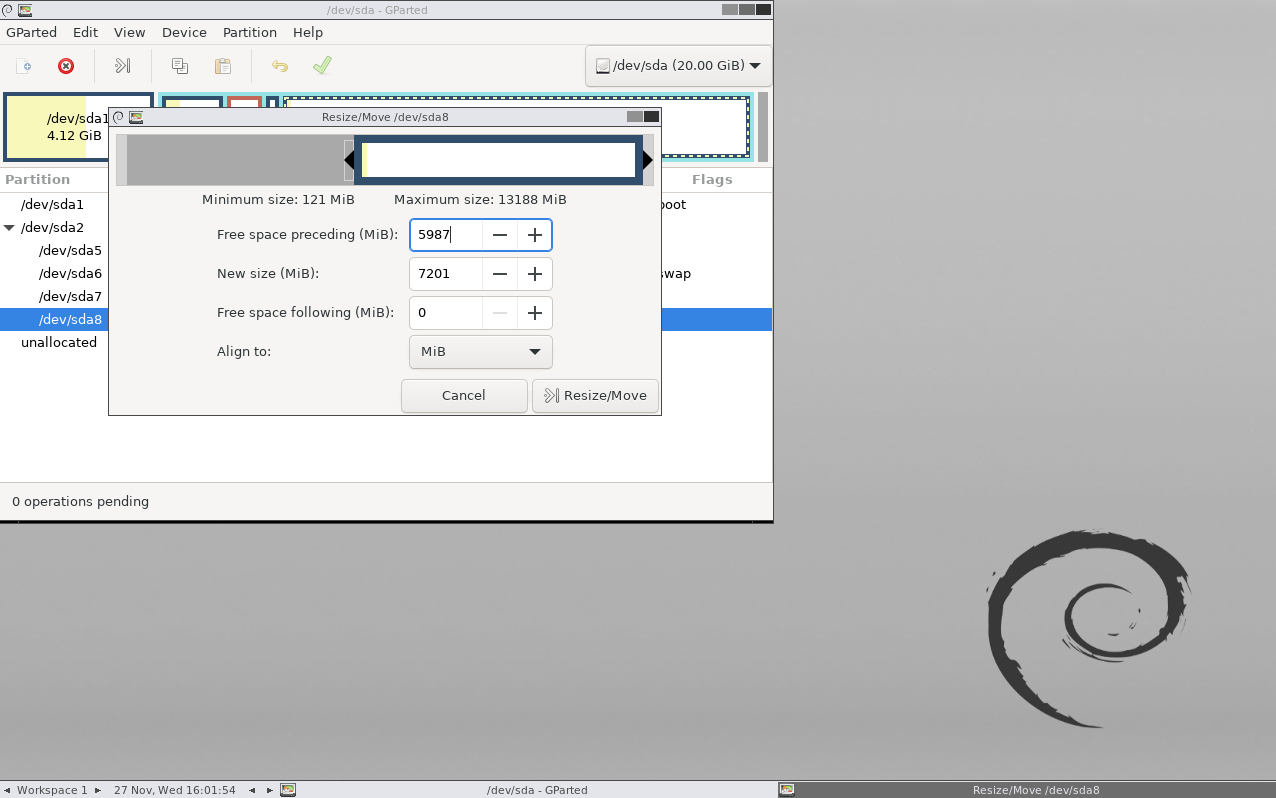 /dev/sda - GParted
GParted Edit View Device Partition Help
/dev/sda (20.00 GiB)
/dev/sda1
4.12 GiB
Resize/Move /dev/sda8
Minimum size: 121 MiB Maximum size: 13188 MiB
Free space preceding (MiB): 5987
New size (MiB): 7201
Free space following (MiB): 0
Align to: MiB
Cancel Resize/Move
Partition Flags
/dev/sda1
/dev/sda2
/dev/sda5
/dev/sda6 swap
/dev/sda7
/dev/sda8
unallocated
0 operations pending
Workspace 1 27 Nov, Wed 16:01:54 /dev/sda - GParted Resize/Move /dev/sda8